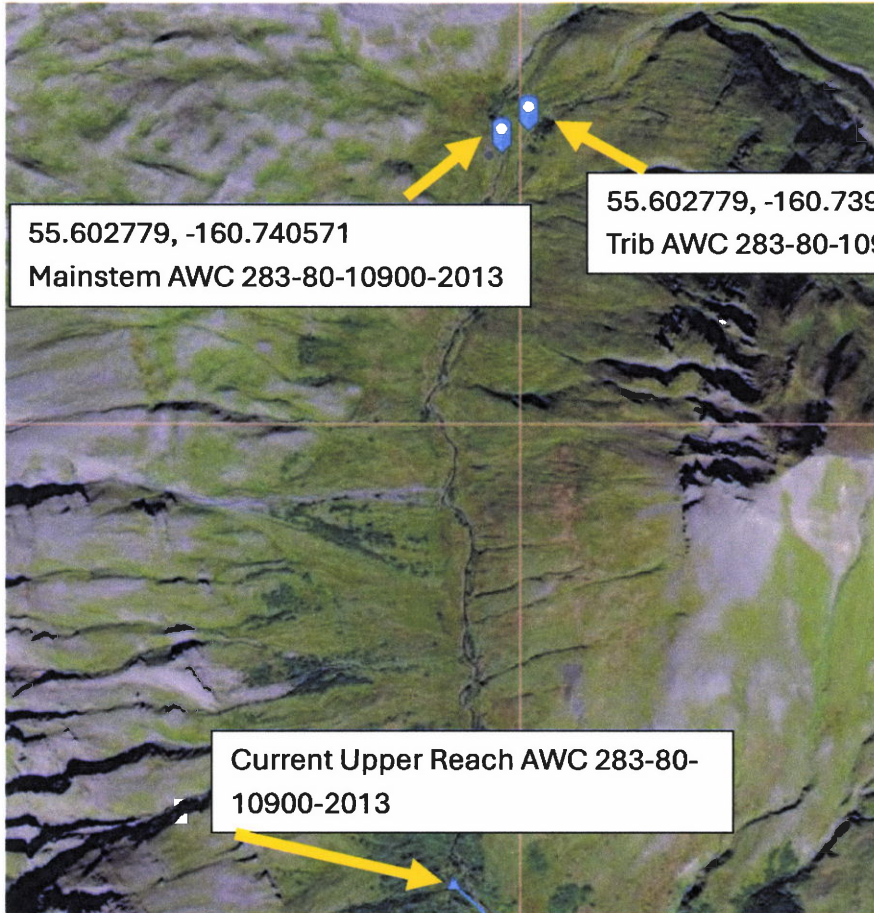 55.602779, -160.740571
Mainstem AWC 283-80-10900-2013
55.602779, -160.739
Trib AWC 283-80-109
Current Upper Reach AWC 283-80-
10900-2013